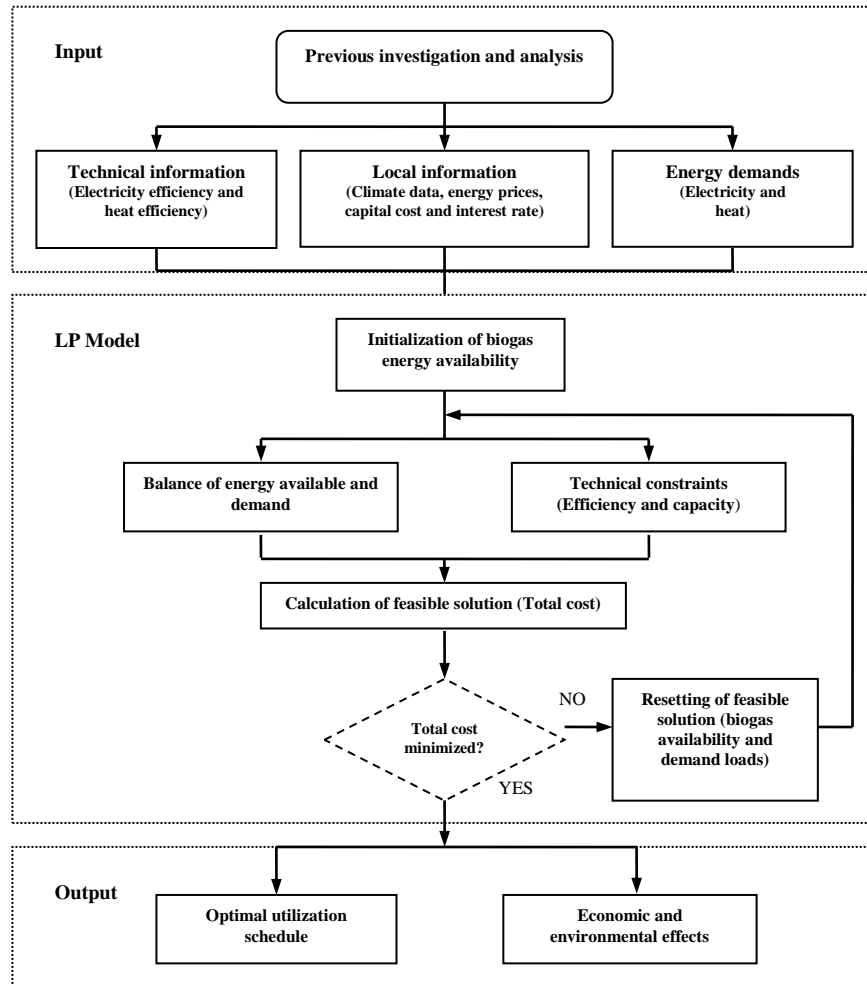 Input
Previous investigation and analysis
Technical information
(Electricity efficiency and
heat efficiency)
Local information
(Climate data, energy prices,
capital cost and interest rate)
Energy demands
(Electricity and
heat)
LP Model
Initialization of biogas
energy availability
Balance of energy available and
demand
Technical constraints
(Efficiency and capacity)
Calculation of feasible solution (Total cost)
Total cost
minimized?
NO
Resetting of feasible
solution (biogas
availability and
demand loads)
YES
Output
Optimal utilization
schedule
Economic and
environmental effects